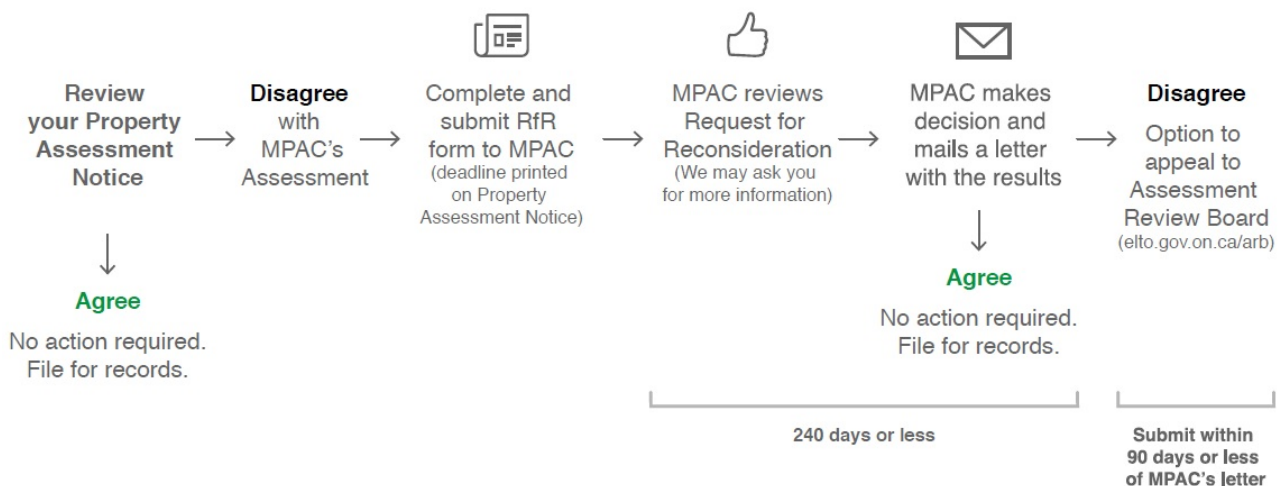 Review
your Property
Assessment
Notice
Agree
No action required.
File for records.
Disagree
with
MPAC's
Assessment
Complete and
submit RfR
form to MPAC
(deadline printed
on Property
Assessment Notice)
MPAC reviews
Request for
Reconsideration
(We may ask you
for more information)
MPAC makes
decision and
mails a letter
with the results
Agree
No action required.
File for records.
240 days or less
Disagree
Option to
appeal to
Assessment
Review Board
(elto.gov.on.ca/arb)
Submit within
90 days or less
of MPAC's letter